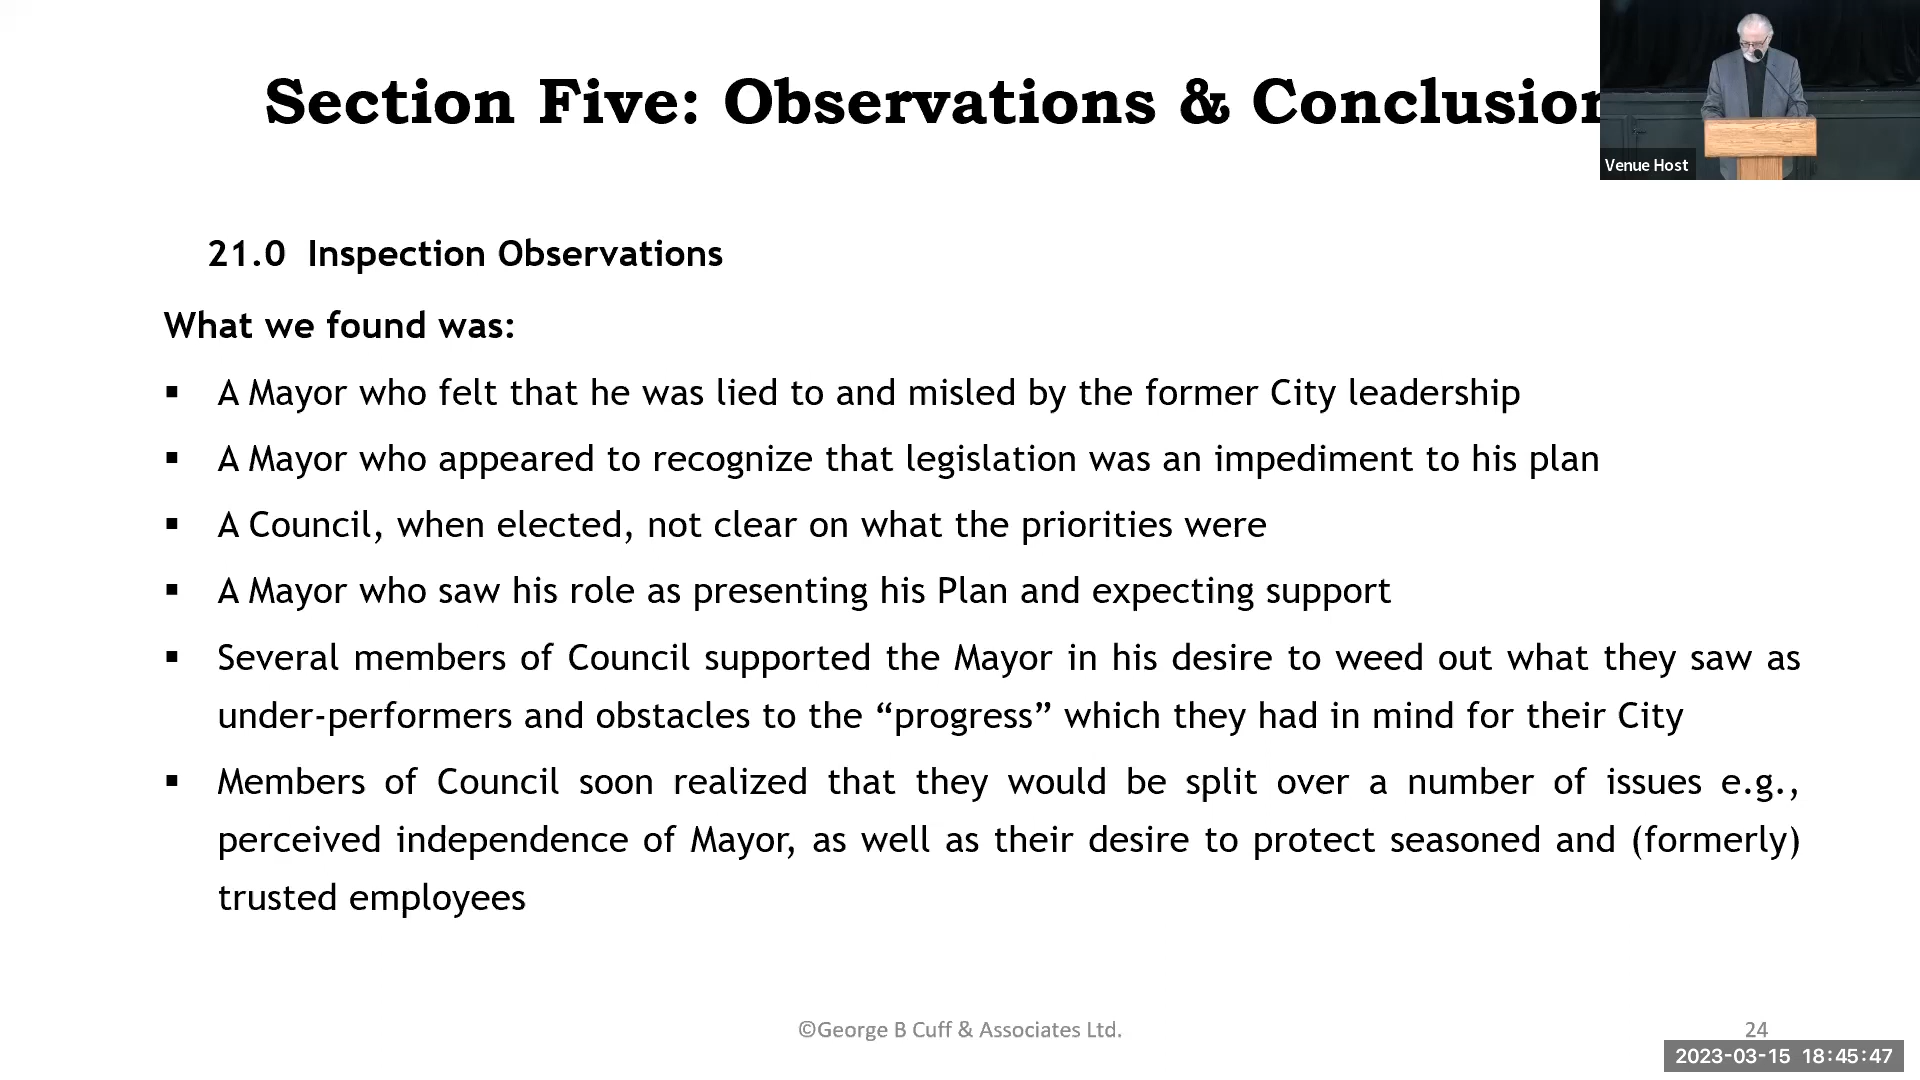 Section Five: Observations & Conclusion
Venue Host
21.0 Inspection Observations
What we found was:
▪ A Mayor who felt that he was lied to and misled by the former City leadership
▪ A Mayor who appeared to recognize that legislation was an impediment to his plan
▪ A Council, when elected, not clear on what the priorities were
▪ A Mayor who saw his role as presenting his Plan and expecting support
▪ Several members of Council supported the Mayor in his desire to weed out what they saw as
under-performers and obstacles to the “progress” which they had in mind for their City
▪ Members of Council soon realized that they would be split over a number of issues e.g.,
perceived independence of Mayor, as well as their desire to protect seasoned and (formerly)
trusted employees
©George B Cuff & Associates Ltd.
24
2023-03-15 18:45:47